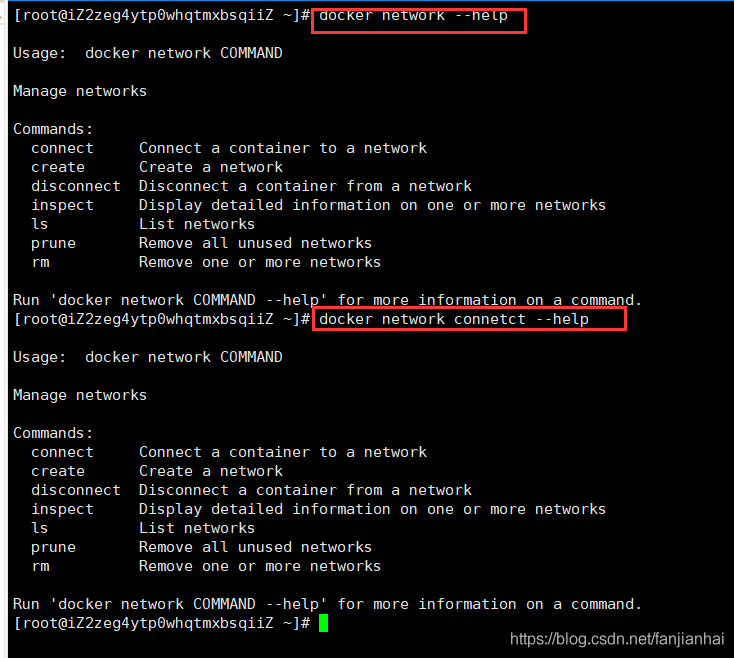 [root@iZ2zeg4ytp0whqtmxbsqiiZ ~]# docker network --help
Usage:  docker network COMMAND
Manage networks
Commands:
  connect     Connect a container to a network
  create      Create a network
  disconnect  Disconnect a container from a network
  inspect     Display detailed information on one or more networks
  ls          List networks
  prune       Remove all unused networks
  rm          Remove one or more networks
Run 'docker network COMMAND --help' for more information on a command.
[root@iZ2zeg4ytp0whqtmxbsqiiZ ~]# docker network connetct --help
Usage:  docker network COMMAND
Manage networks
Commands:
  connect     Connect a container to a network
  create      Create a network
  disconnect  Disconnect a container from a network
  inspect     Display detailed information on one or more networks
  ls          List networks
  prune       Remove all unused networks
  rm          Remove one or more networks
Run 'docker network COMMAND --help' for more information on a command.
[root@iZ2zeg4ytp0whqtmxbsqiiZ ~]#
https://blog.csdn.net/fanjianhai